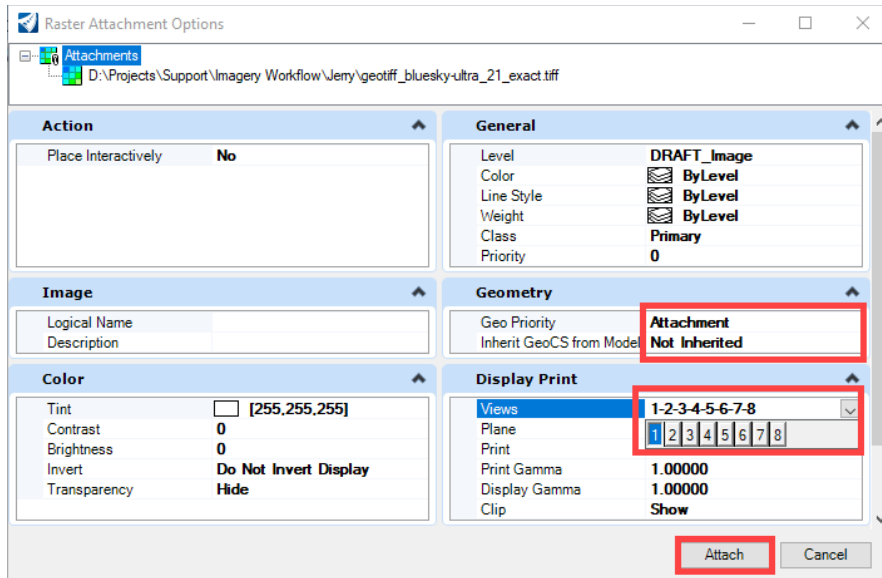 Raster Attachment Options
Attachments
D:\Projects\Support\Imagery Workflow\Jerry\geotiff_bluesky-ultra_21_exact.tiff
Action
Place Interactively No
General
Level DRAFT_Image
Color ByLevel
Line Style ByLevel
Weight ByLevel
Class Primary
Priority 0
Image
Logical Name
Description
Geometry
Geo Priority Attachment
Inherit GeoCS from Model Not Inherited
Color
Tint [255,255,255]
Contrast 0
Brightness 0
Invert Do Not Invert Display
Transparency Hide
Display Print
Views 1-2-3-4-5-6-7-8
Plane 1 2 3 4 5 6 7 8
Print
Print Gamma 1.00000
Display Gamma 1.00000
Clip Show
Attach Cancel